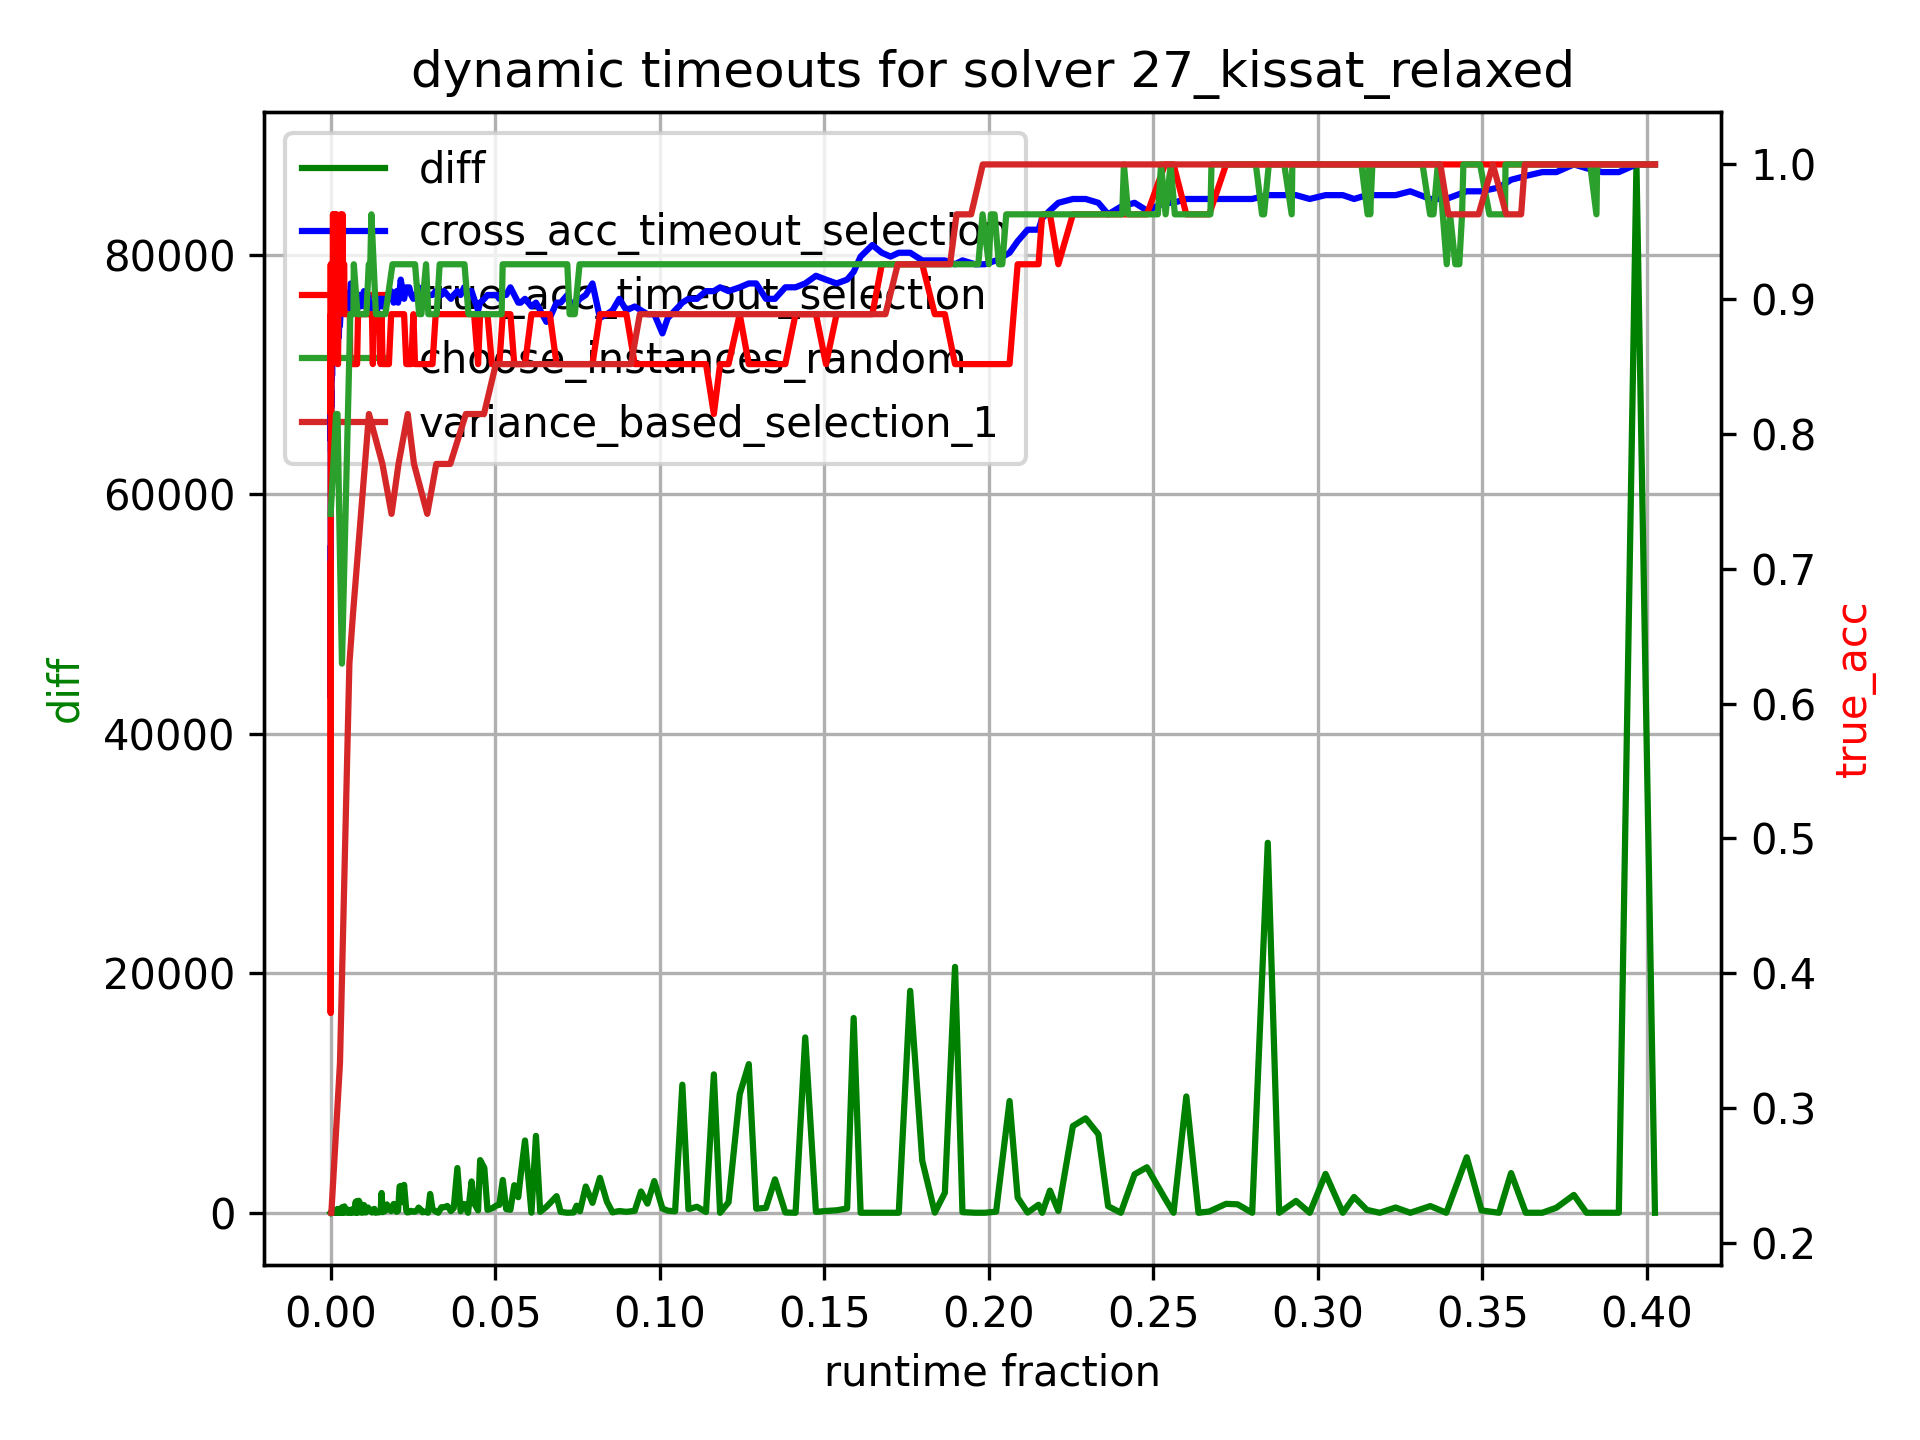 dynamic timeouts for solver 27_kissat_relaxed
diff
cross_acc_timeout_selection
true_acc_timeout_selection
choose_instances_random
variance_based_selection_1
80000
60000
40000
20000
0
diff
1.0
0.9
0.8
0.7
0.6
0.5
0.4
0.3
0.2
true_acc
0.00 0.05 0.10 0.15 0.20 0.25 0.30 0.35 0.40
runtime fraction